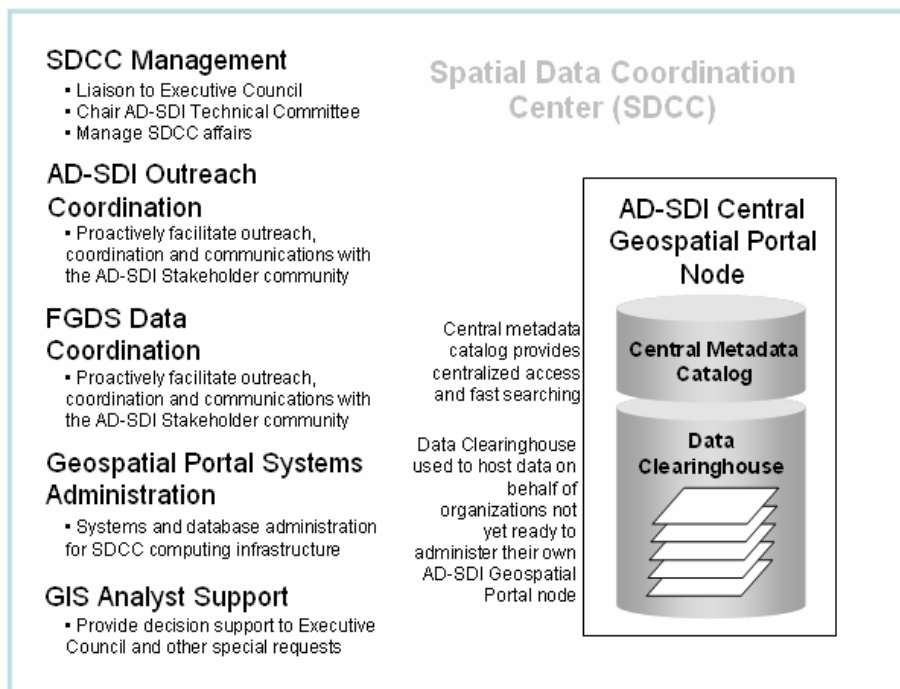 SDCC Management
▪ Liaison to Executive Council
▪ Chair AD-SDI Technical Committee
▪ Manage SDCC affairs
AD-SDI Outreach
Coordination
▪ Proactively facilitate outreach,
coordination and communications with
the AD-SDI Stakeholder community
FGDS Data
Coordination
▪ Proactively facilitate outreach,
coordination and communications with
the AD-SDI Stakeholder community
Geospatial Portal Systems
Administration
▪ Systems and database administration
for SDCC computing infrastructure
GIS Analyst Support
▪ Provide decision support to Executive
Council and other special requests
Spatial Data Coordination
Center (SDCC)
Central metadata
catalog provides
centralized access
and fast searching
Data Clearinghouse
used to host data on
behalf of
organizations not
yet ready to
administer their own
AD-SDI Geospatial
Portal node
AD-SDI Central
Geospatial Portal
Node
Central Metadata
Catalog
Data
Clearinghouse